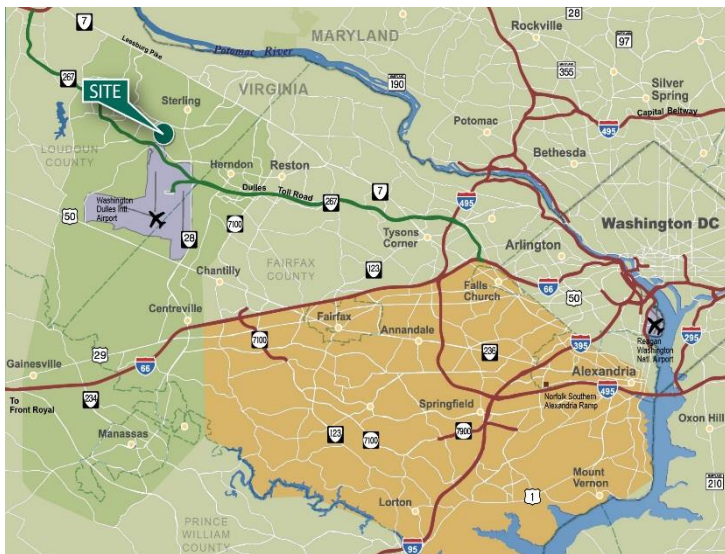 7
28
MARYLAND
Rockville
97
Leesburg Pike
Potomac River
355
267
190
Silver
Spring
SITE
Sterling
VIRGINIA
Potomac
495
Capital Beltway
LOUDOUN
COUNTY
Bethesda
Herndon
Reston
Dulles Toll Road
267
7
495
Washington
Dulles Intl.
Airport
50
28
7100
Tysons
Corner
Arlington
Washington DC
Chantilly
FAIRFAX
COUNTY
123
Falls
Church
66
50
Centreville
Fairfax
Annandale
7100
236
395
Reagan
Washington
Natl. Airport
295
Gainesville
29
66
Alexandria
495
To
Front Royal
234
Springfield
Norfolk Southern
Alexandria Ramp
Oxon Hill
Manassas
123
7100
7900
210
Lorton
1
Mount
Vernon
PRINCE
WILLIAM
COUNTY
95